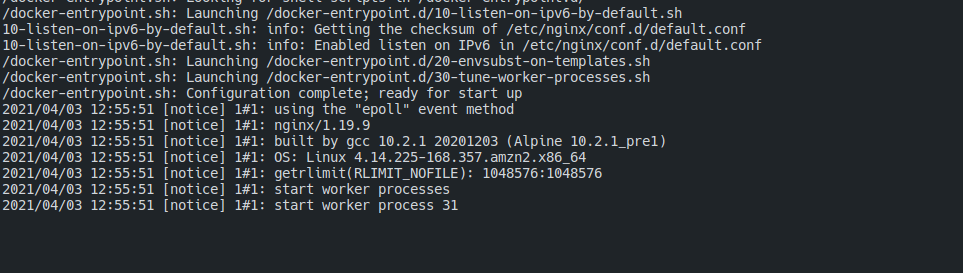 /docker-entrypoint.sh: Looking for shell scripts in /docker-entrypoint.d/
/docker-entrypoint.sh: Launching /docker-entrypoint.d/10-listen-on-ipv6-by-default.sh
10-listen-on-ipv6-by-default.sh: info: Getting the checksum of /etc/nginx/conf.d/default.conf
10-listen-on-ipv6-by-default.sh: info: Enabled listen on IPv6 in /etc/nginx/conf.d/default.conf
/docker-entrypoint.sh: Launching /docker-entrypoint.d/20-envsubst-on-templates.sh
/docker-entrypoint.sh: Launching /docker-entrypoint.d/30-tune-worker-processes.sh
/docker-entrypoint.sh: Configuration complete; ready for start up
2021/04/03 12:55:51 [notice] 1#1: using the "epoll" event method
2021/04/03 12:55:51 [notice] 1#1: nginx/1.19.9
2021/04/03 12:55:51 [notice] 1#1: built by gcc 10.2.1 20201203 (Alpine 10.2.1_pre1)
2021/04/03 12:55:51 [notice] 1#1: OS: Linux 4.14.225-168.357.amzn2.x86_64
2021/04/03 12:55:51 [notice] 1#1: getrlimit(RLIMIT_NOFILE): 1048576:1048576
2021/04/03 12:55:51 [notice] 1#1: start worker processes
2021/04/03 12:55:51 [notice] 1#1: start worker process 31